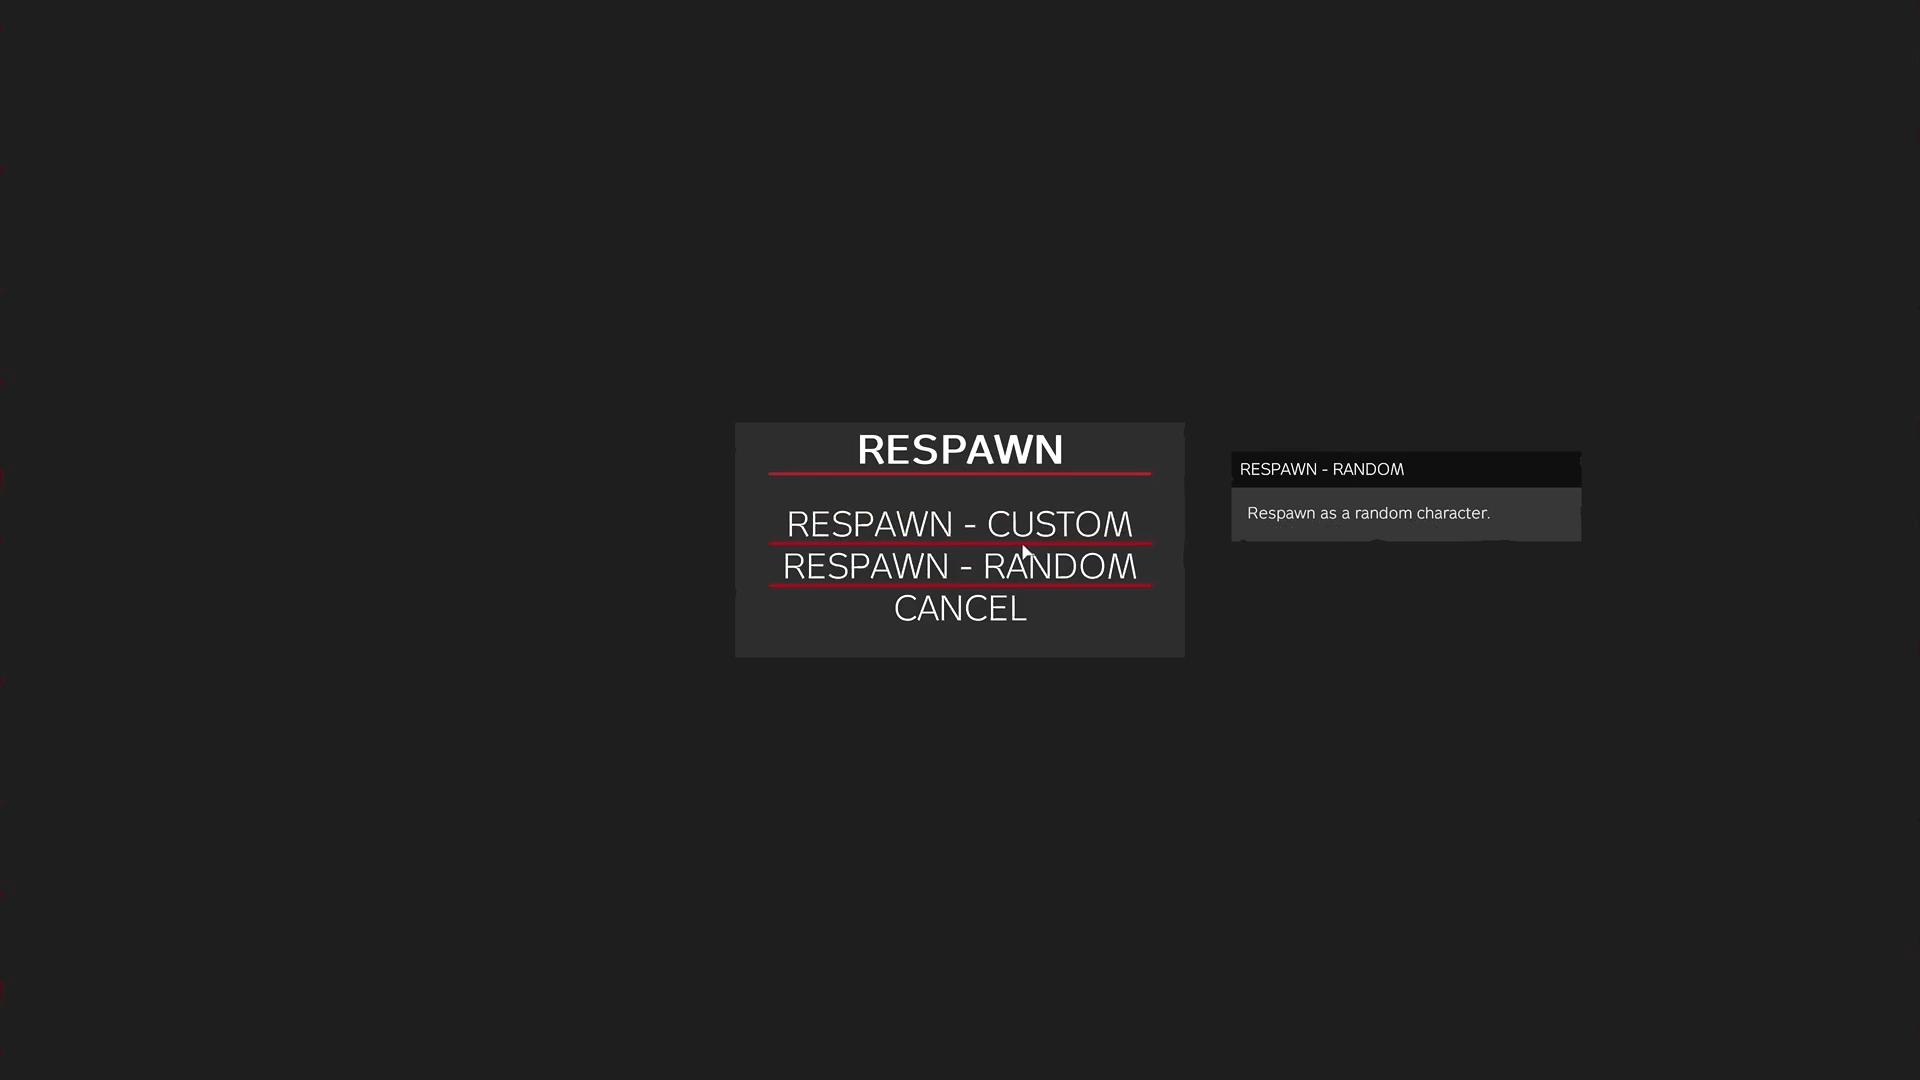 RESPAWN
RESPAWN - CUSTOM
RESPAWN - RANDOM
CANCEL
RESPAWN - RANDOM
Respawn as a random character.